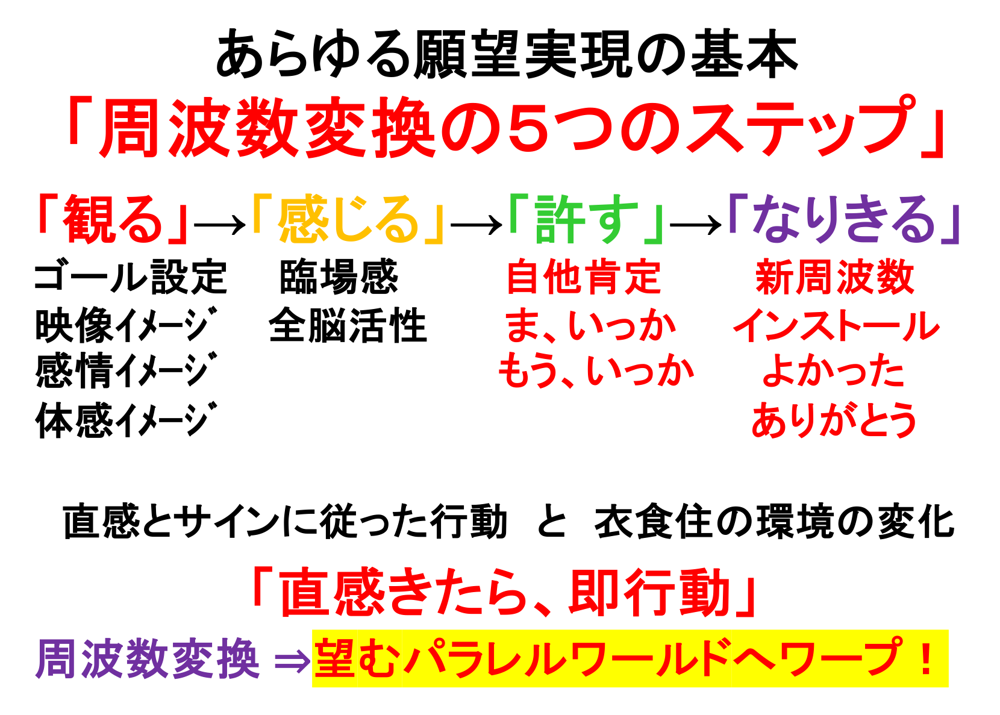 あらゆる願望実現の基本
「周波数変換の５つのステップ」
「観る」→「感じる」→「許す」→「なりきる」
ゴール設定　臨場感　自他肯定　新周波数
映像ｲﾒｰｼﾞ　全脳活性　ま、いっか　インストール
感情ｲﾒｰｼﾞ　もう、いっか　よかった
体感ｲﾒｰｼﾞ　ありがとう
直感とサインに従った行動　と　衣食住の環境の変化
「直感きたら、即行動」
周波数変換 ⇒望むパラレルワールドへワープ！